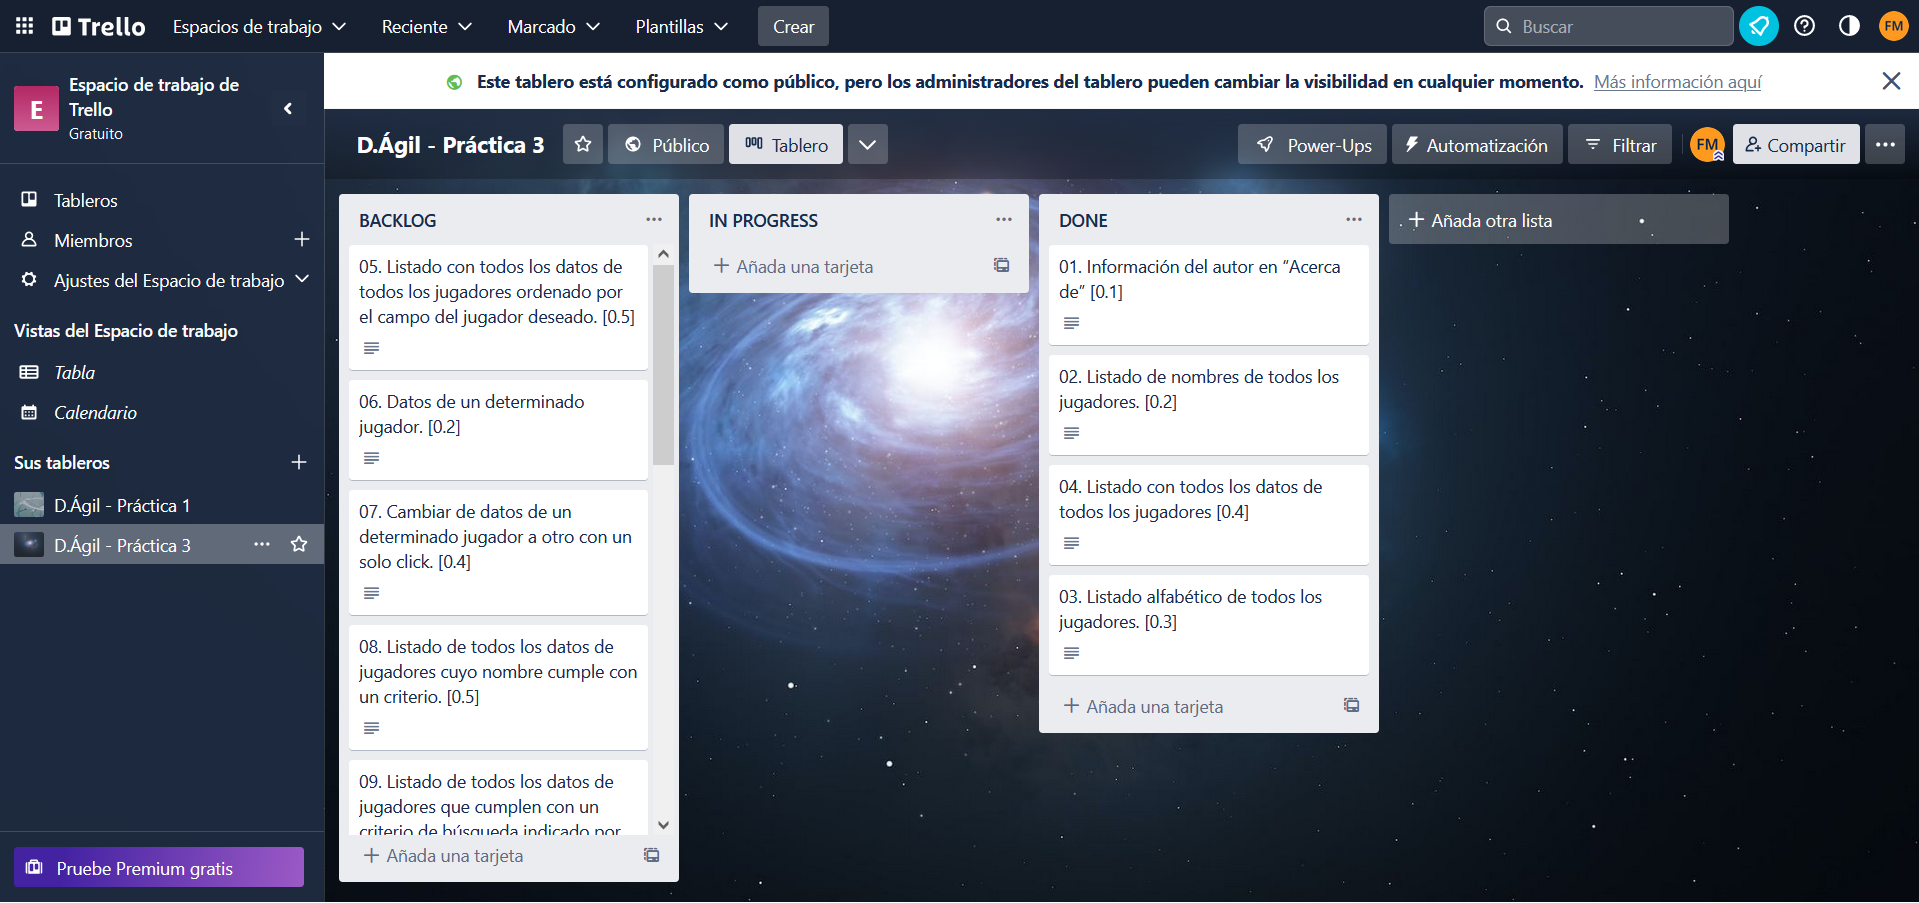 Trello
Espacios de trabajo
Reciente
Marcado
Plantillas
Crear
Buscar
FM
E
Espacio de trabajo de
Trello
Gratuito
Este tablero está configurado como público, pero los administradores del tablero pueden cambiar la visibilidad en cualquier momento. Más información aquí
D.Ágil - Práctica 3
Público
Tablero
Power-Ups
Automatización
Filtrar
FM
Compartir
Tableros
Miembros
Ajustes del Espacio de trabajo
Vistas del Espacio de trabajo
Tabla
Calendario
Sus tableros
D.Ágil - Práctica 1
D.Ágil - Práctica 3
Pruebe Premium gratis
BACKLOG
05. Listado con todos los datos de
todos los jugadores ordenado por
el campo del jugador deseado. [0.5]
06. Datos de un determinado
jugador. [0.2]
07. Cambiar de datos de un
determinado jugador a otro con un
solo click. [0.4]
08. Listado de todos los datos de
jugadores cuyo nombre cumple con
un criterio. [0.5]
09. Listado de todos los datos de
jugadores que cumplen con un
criterio de búsqueda indicado por
Añada una tarjeta
IN PROGRESS
Añada una tarjeta
DONE
01. Información del autor en “Acerca
de” [0.1]
02. Listado de nombres de todos los
jugadores. [0.2]
04. Listado con todos los datos de
todos los jugadores [0.4]
03. Listado alfabético de todos los
jugadores. [0.3]
Añada una tarjeta
Añada otra lista